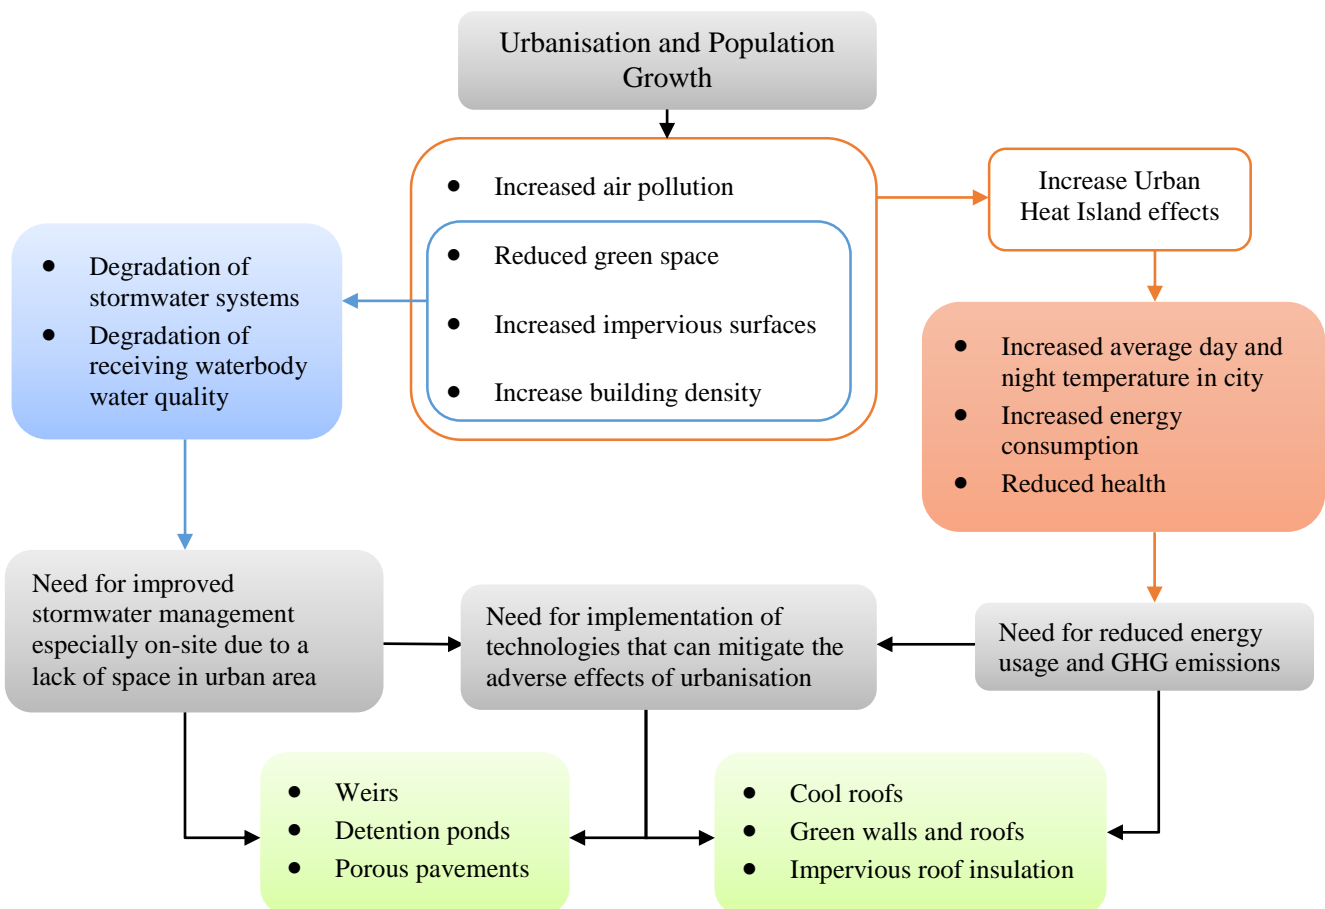 Urbanisation and Population
Growth
● Increased air pollution
● Reduced green space
● Increased impervious surfaces
● Increase building density
Increase Urban
Heat Island effects
● Degradation of
stormwater systems
● Degradation of
receiving waterbody
water quality
● Increased average day and
night temperature in city
● Increased energy
consumption
● Reduced health
Need for improved
stormwater management
especially on-site due to a
lack of space in urban area
Need for implementation of
technologies that can mitigate the
adverse effects of urbanisation
Need for reduced energy
usage and GHG emissions
● Weirs
● Detention ponds
● Porous pavements
● Cool roofs
● Green walls and roofs
● Impervious roof insulation